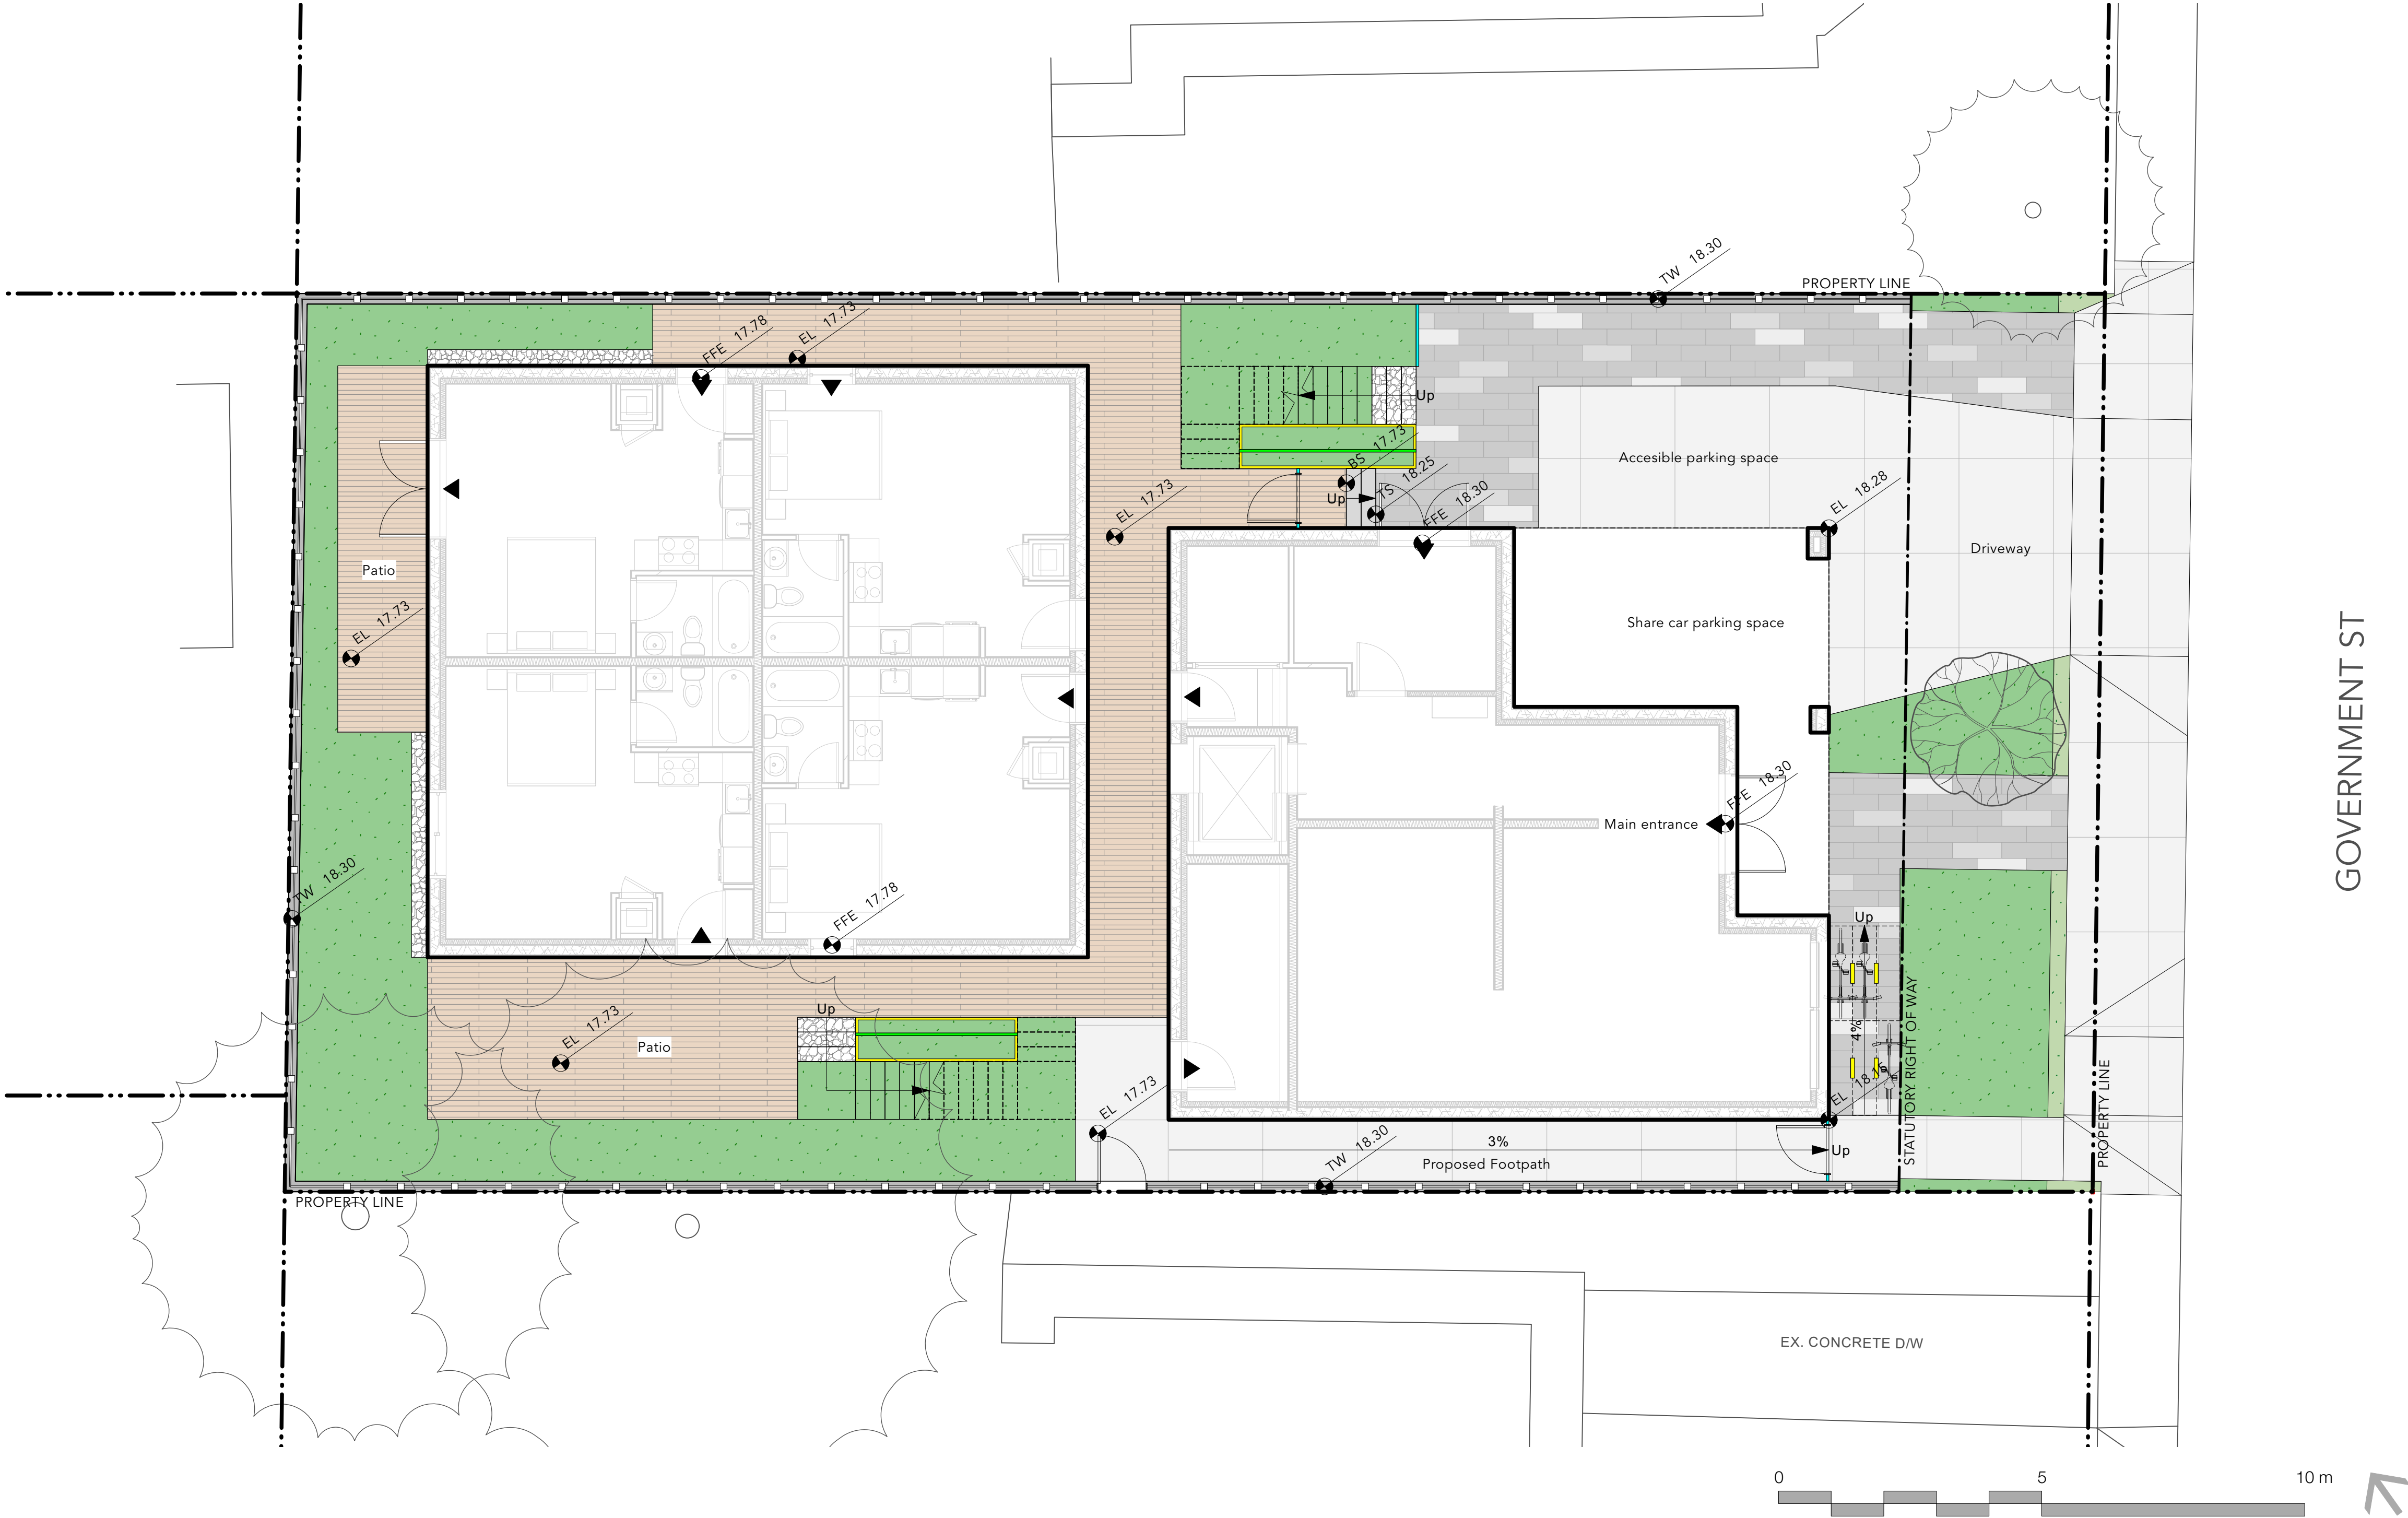 TW 18.30
PROPERTY LINE
FFE 17.78
EL 17.73
Up
BS 17.73
TS 18.25
Up
FFE 18.30
Accesible parking space
EL 18.28
Driveway
EL 17.73
Patio
EL 17.73
Share car parking space
GOVERNMENT ST
FFE 18.30
Main entrance
TW 18.30
FFE 17.78
Up
Up
EL 17.73
Patio
4%
STATUTORY RIGHT OF WAY
EL 18.15
EL 17.73
PROPERTY LINE
3%
Up
TW 18.30
Proposed Footpath
PROPERTY LINE
EX. CONCRETE D/W
0 5 10 m